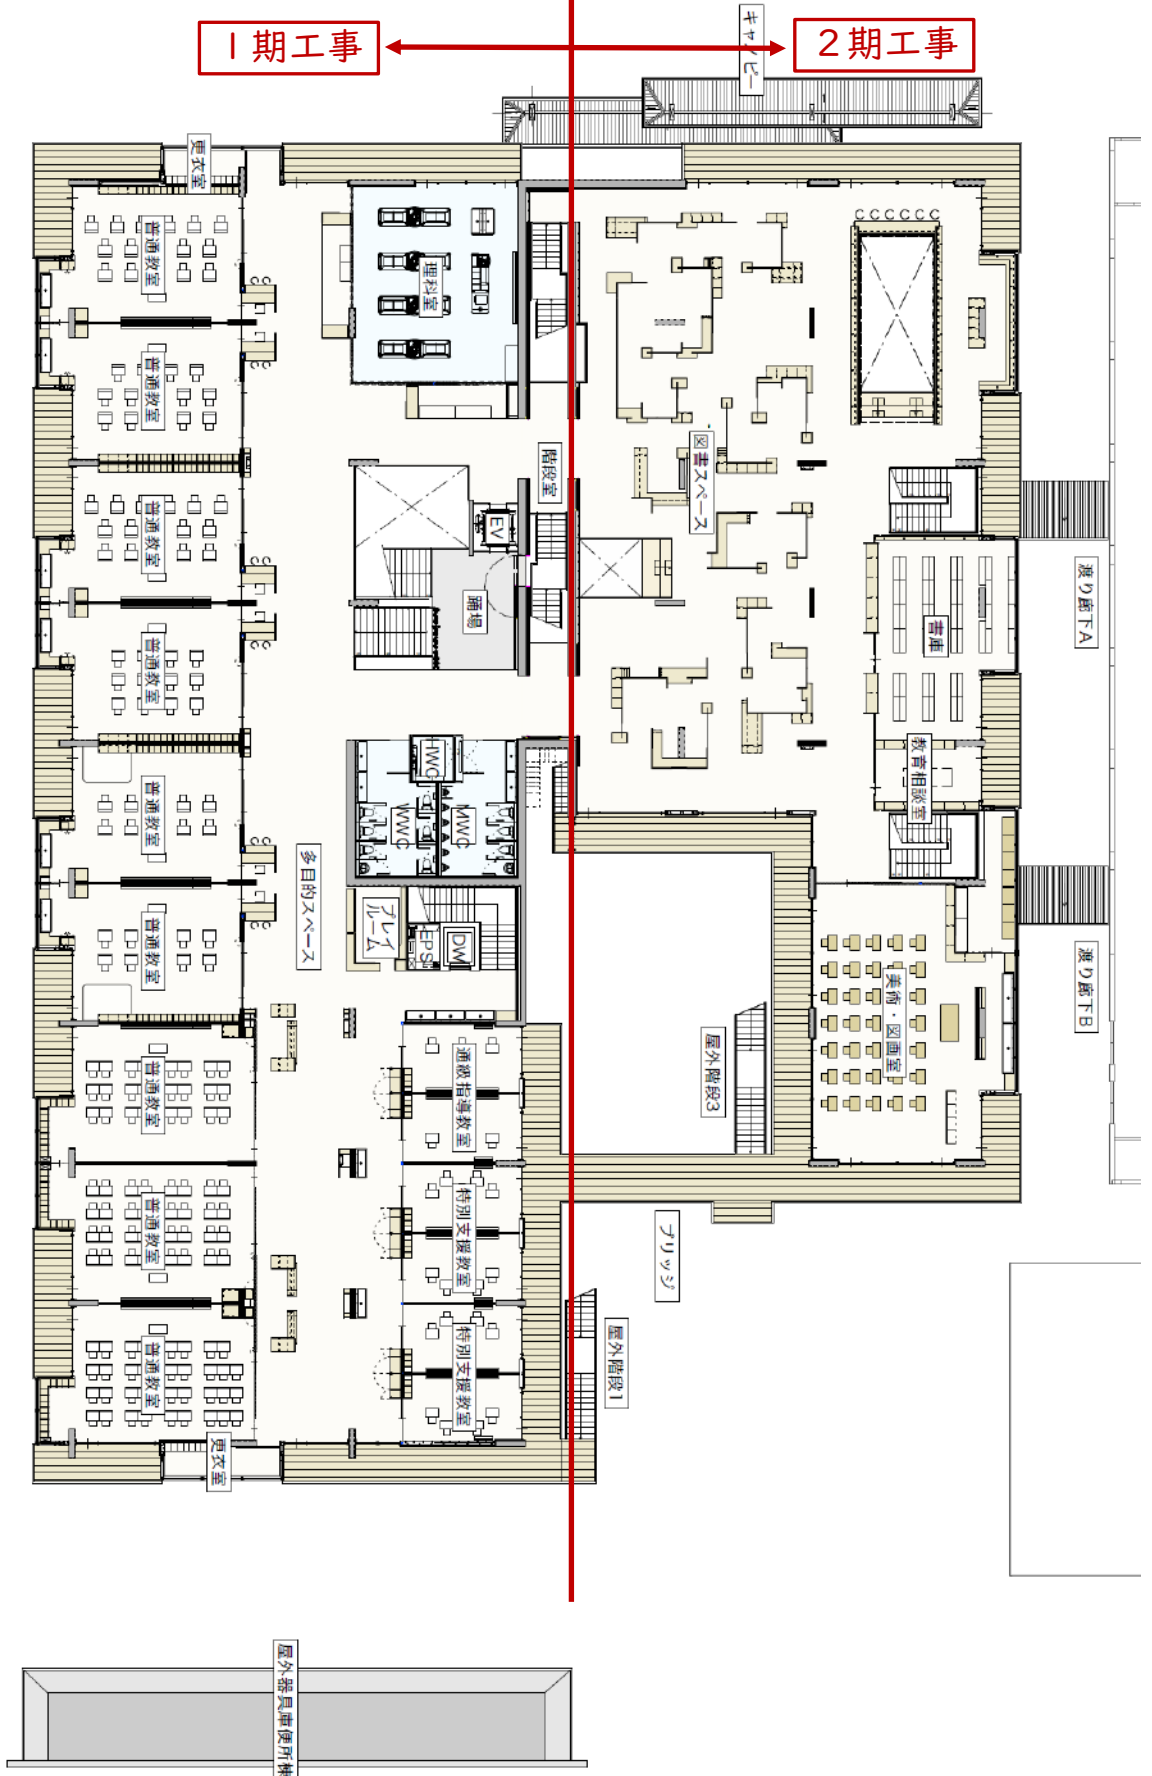 1期工事
2期工事
キャノピー
更衣室
普通教室
理科室
普通教室
階段室
図書スペース
普通教室
EV
踊場
渡り廊下A
書庫
普通教室
教育相談室
HWC
WWC
MWC
普通教室
多目的スペース
プレイ
ルーム
EPS
DW
普通教室
美術・図画室
渡り廊下B
屋外階段3
通級指導教室
普通教室
特別支援教室
普通教室
ブリッジ
特別支援教室
普通教室
屋外階段1
更衣室
屋外器具庫便所棟